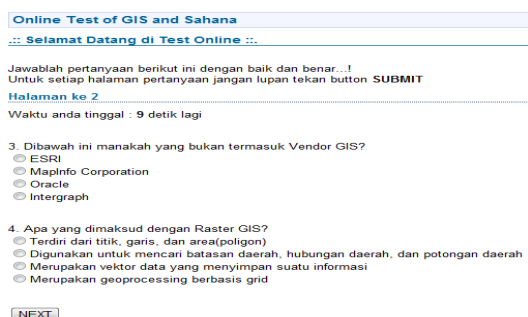 Online Test of GIS and Sahana
.:: Selamat Datang di Test Online ::.
Jawablah pertanyaan berikut ini dengan baik dan benar...!
Untuk setiap halaman pertanyaan jangan lupan tekan button SUBMIT
Halaman ke 2
Waktu anda tinggal : 9 detik lagi
3. Dibawah ini manakah yang bukan termasuk Vendor GIS?
ESRI
MapInfo Corporation
Oracle
Intergraph
4. Apa yang dimaksud dengan Raster GIS?
Terdiri dari titik, garis, dan area(poligon)
Digunakan untuk mencari batasan daerah, hubungan daerah, dan potongan daerah
Merupakan vektor data yang menyimpan suatu informasi
Merupakan geoprocessing berbasis grid
NEXT